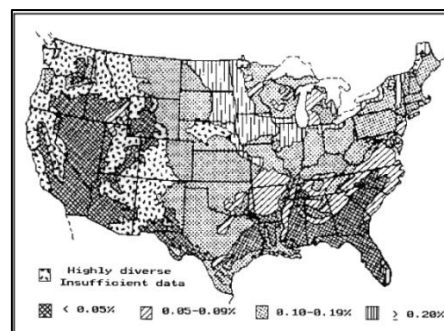 Highly diverse
Insufficient data
< 0.05%
0.05-0.09%
0.10-0.19%
≥ 0.20%